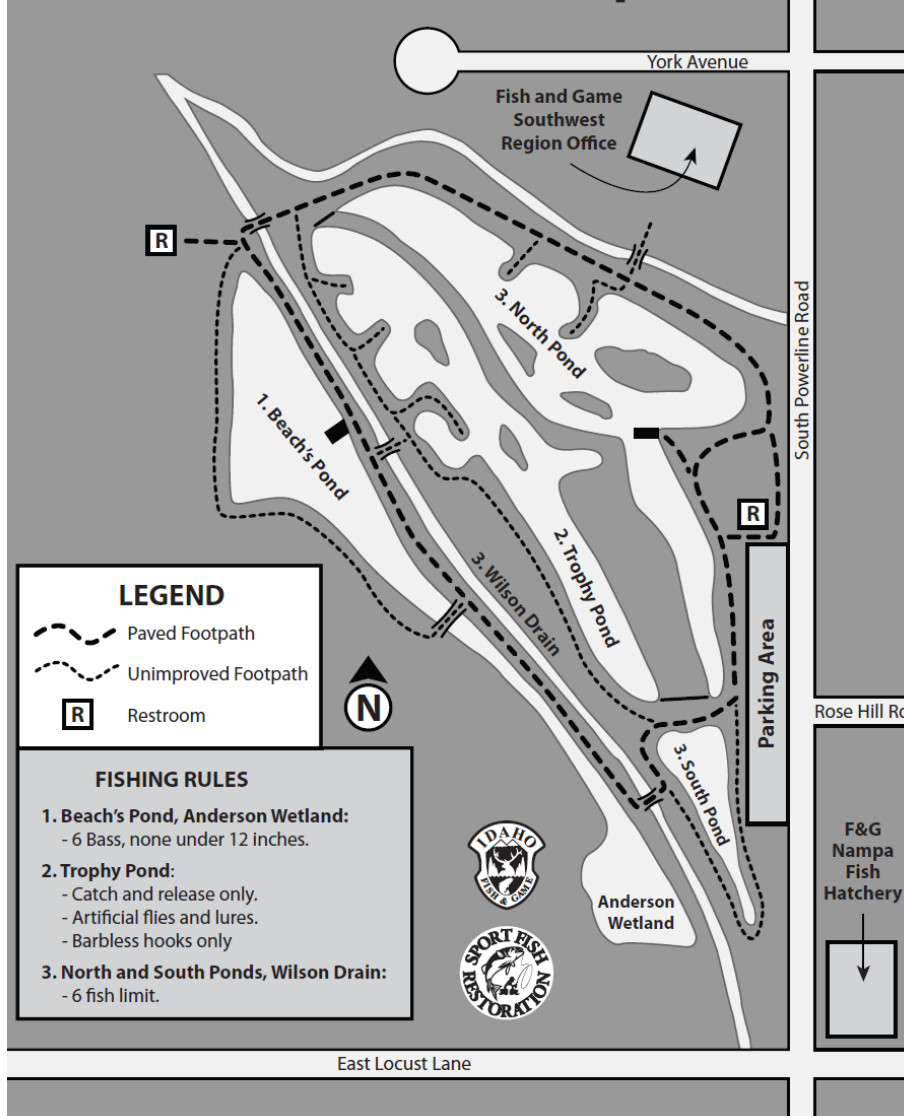 York Avenue
Fish and Game
Southwest
Region Office
R
3. North Pond
South Powerline Road
1. Beach's Pond
R
2. Trophy Pond
3. Wilson Drain
LEGEND
Paved Footpath
Unimproved Footpath
R Restroom
N
Parking Area
Rose Hill Ro
3. South Pond
FISHING RULES
1. Beach's Pond, Anderson Wetland:
- 6 Bass, none under 12 inches.
2. Trophy Pond:
- Catch and release only.
- Artificial flies and lures.
- Barbless hooks only
3. North and South Ponds, Wilson Drain:
- 6 fish limit.
IDAHO
FISH & GAME
SPORT FISH
RESTORATION
Anderson
Wetland
F&G
Nampa
Fish
Hatchery
East Locust Lane